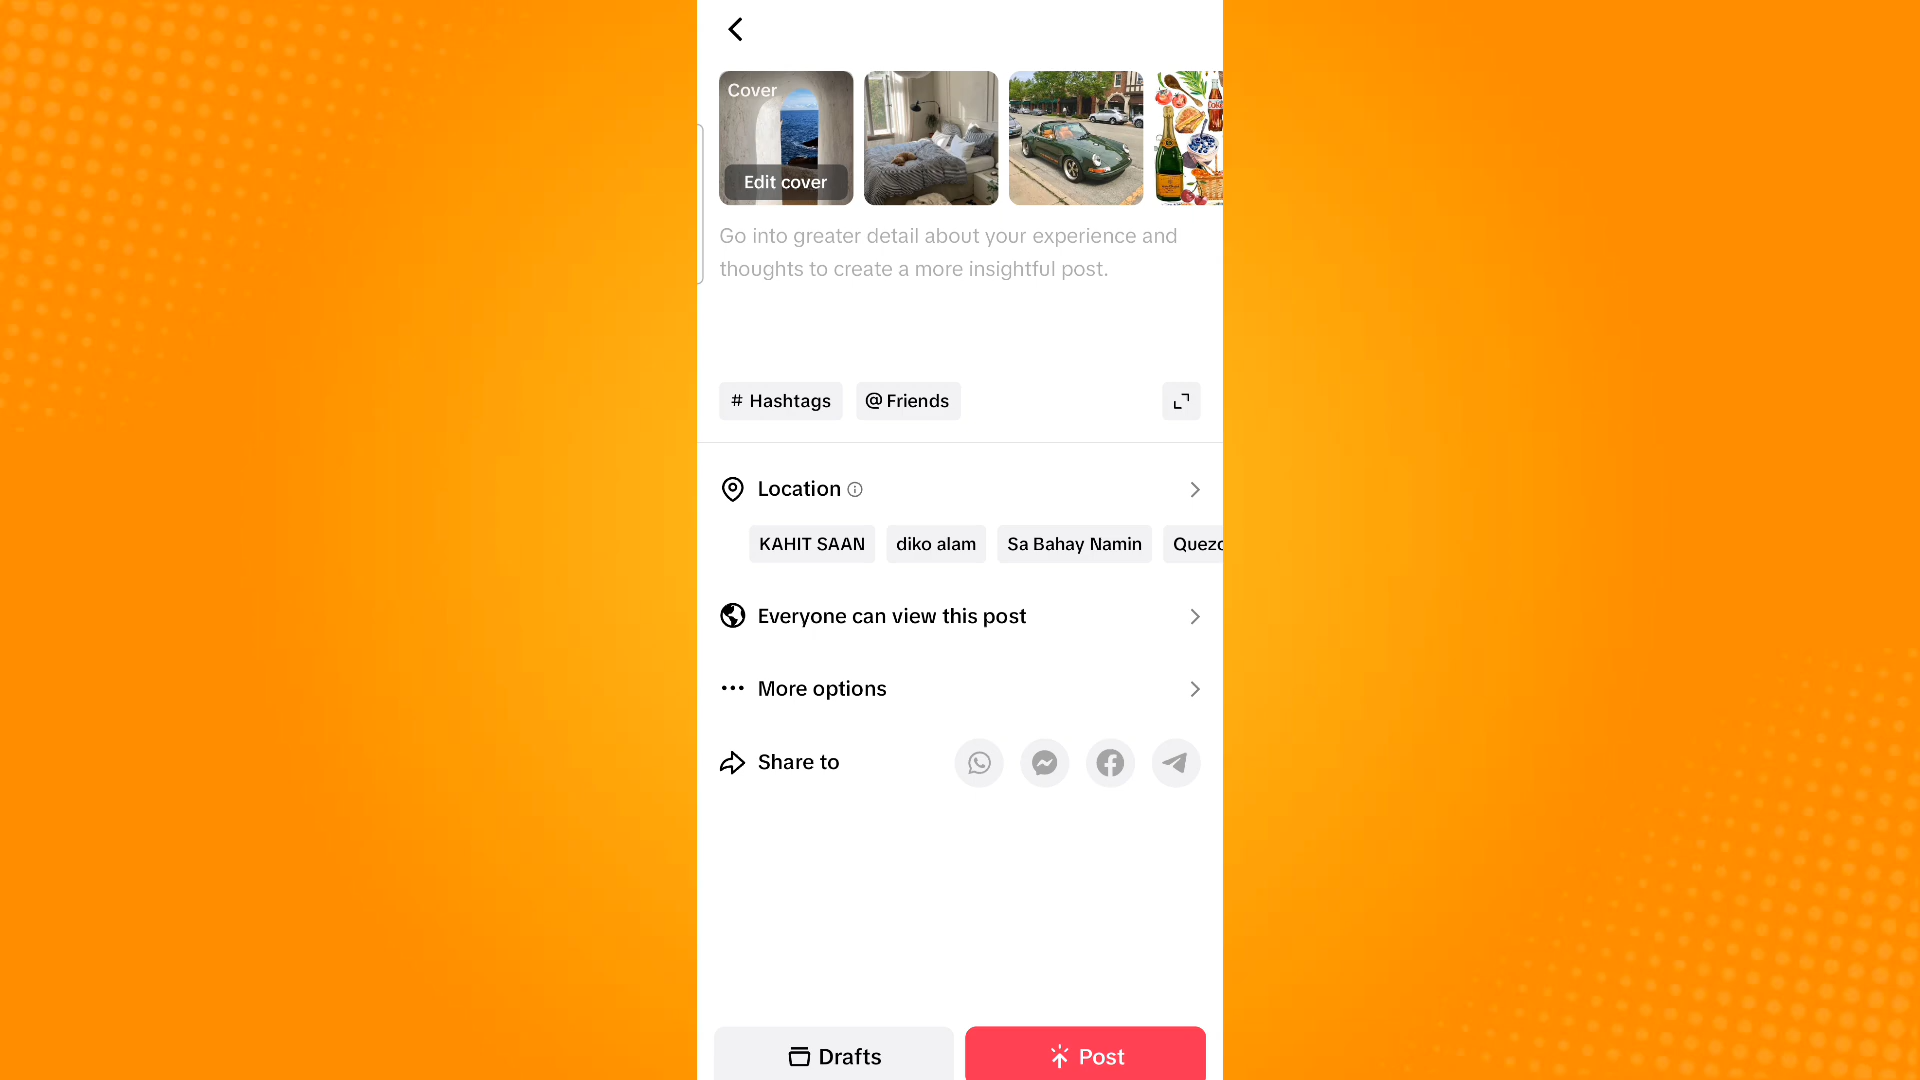 Cover
Edit cover
Go into greater detail about your experience and
thoughts to create a more insightful post.
# Hashtags
@ Friends
Location
KAHIT SAAN
diko alam
Sa Bahay Namin
Quezo
Everyone can view this post
More options
Share to
Drafts
Post